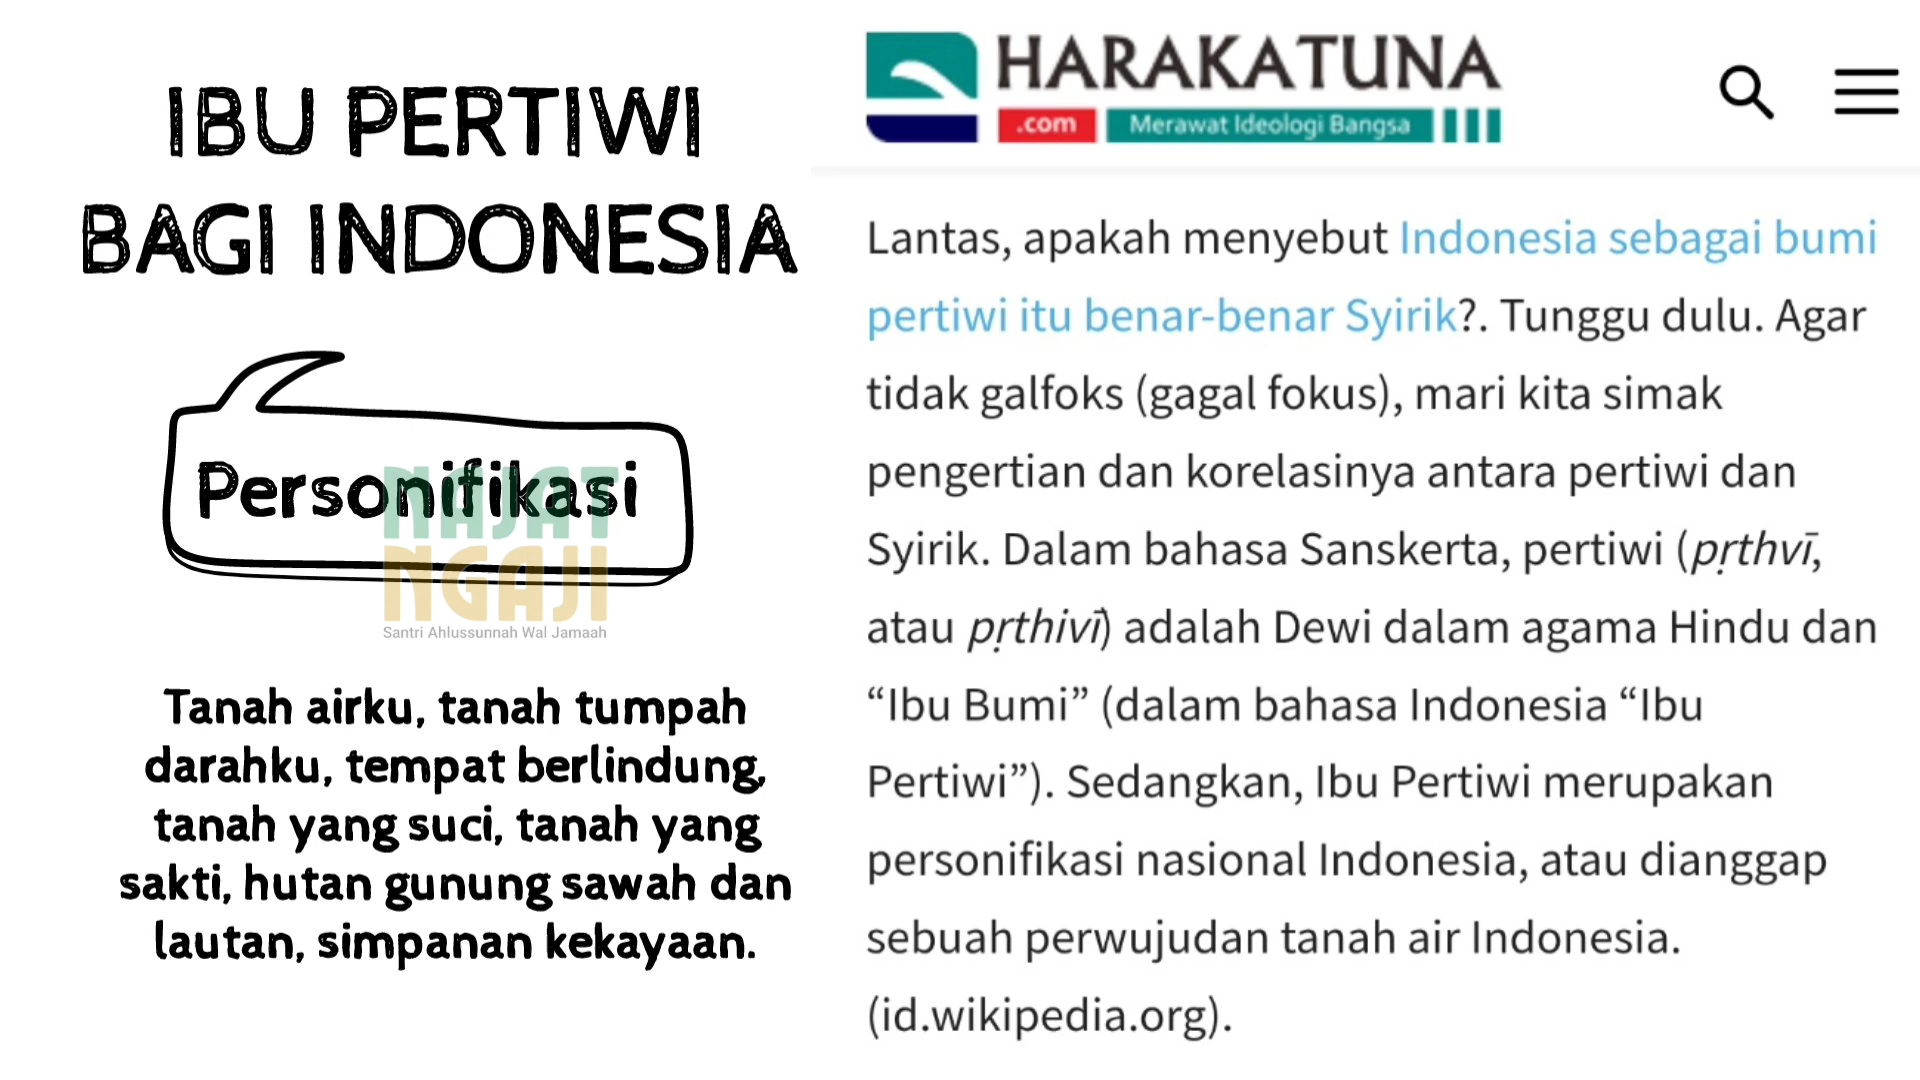 IBU PERTIWI
BAGI INDONESIA
Personifikasi
NAJAT
NGAJI
Santri Ahlussunnah Wal Jamaah
Tanah airku, tanah tumpah
darahku, tempat berlindung,
tanah yang suci, tanah yang
sakti, hutan gunung sawah dan
lautan, simpanan kekayaan.
HARAKATUNA
.com Merawat Ideologi Bangsa
Lantas, apakah menyebut Indonesia sebagai bumi
pertiwi itu benar-benar Syirik?. Tunggu dulu. Agar
tidak galfoks (gagal fokus), mari kita simak
pengertian dan korelasinya antara pertiwi dan
Syirik. Dalam bahasa Sanskerta, pertiwi (pṛthvī,
atau pṛthivī) adalah Dewi dalam agama Hindu dan
“Ibu Bumi” (dalam bahasa Indonesia “Ibu
Pertiwi”). Sedangkan, Ibu Pertiwi merupakan
personifikasi nasional Indonesia, atau dianggap
sebuah perwujudan tanah air Indonesia.
(id.wikipedia.org).